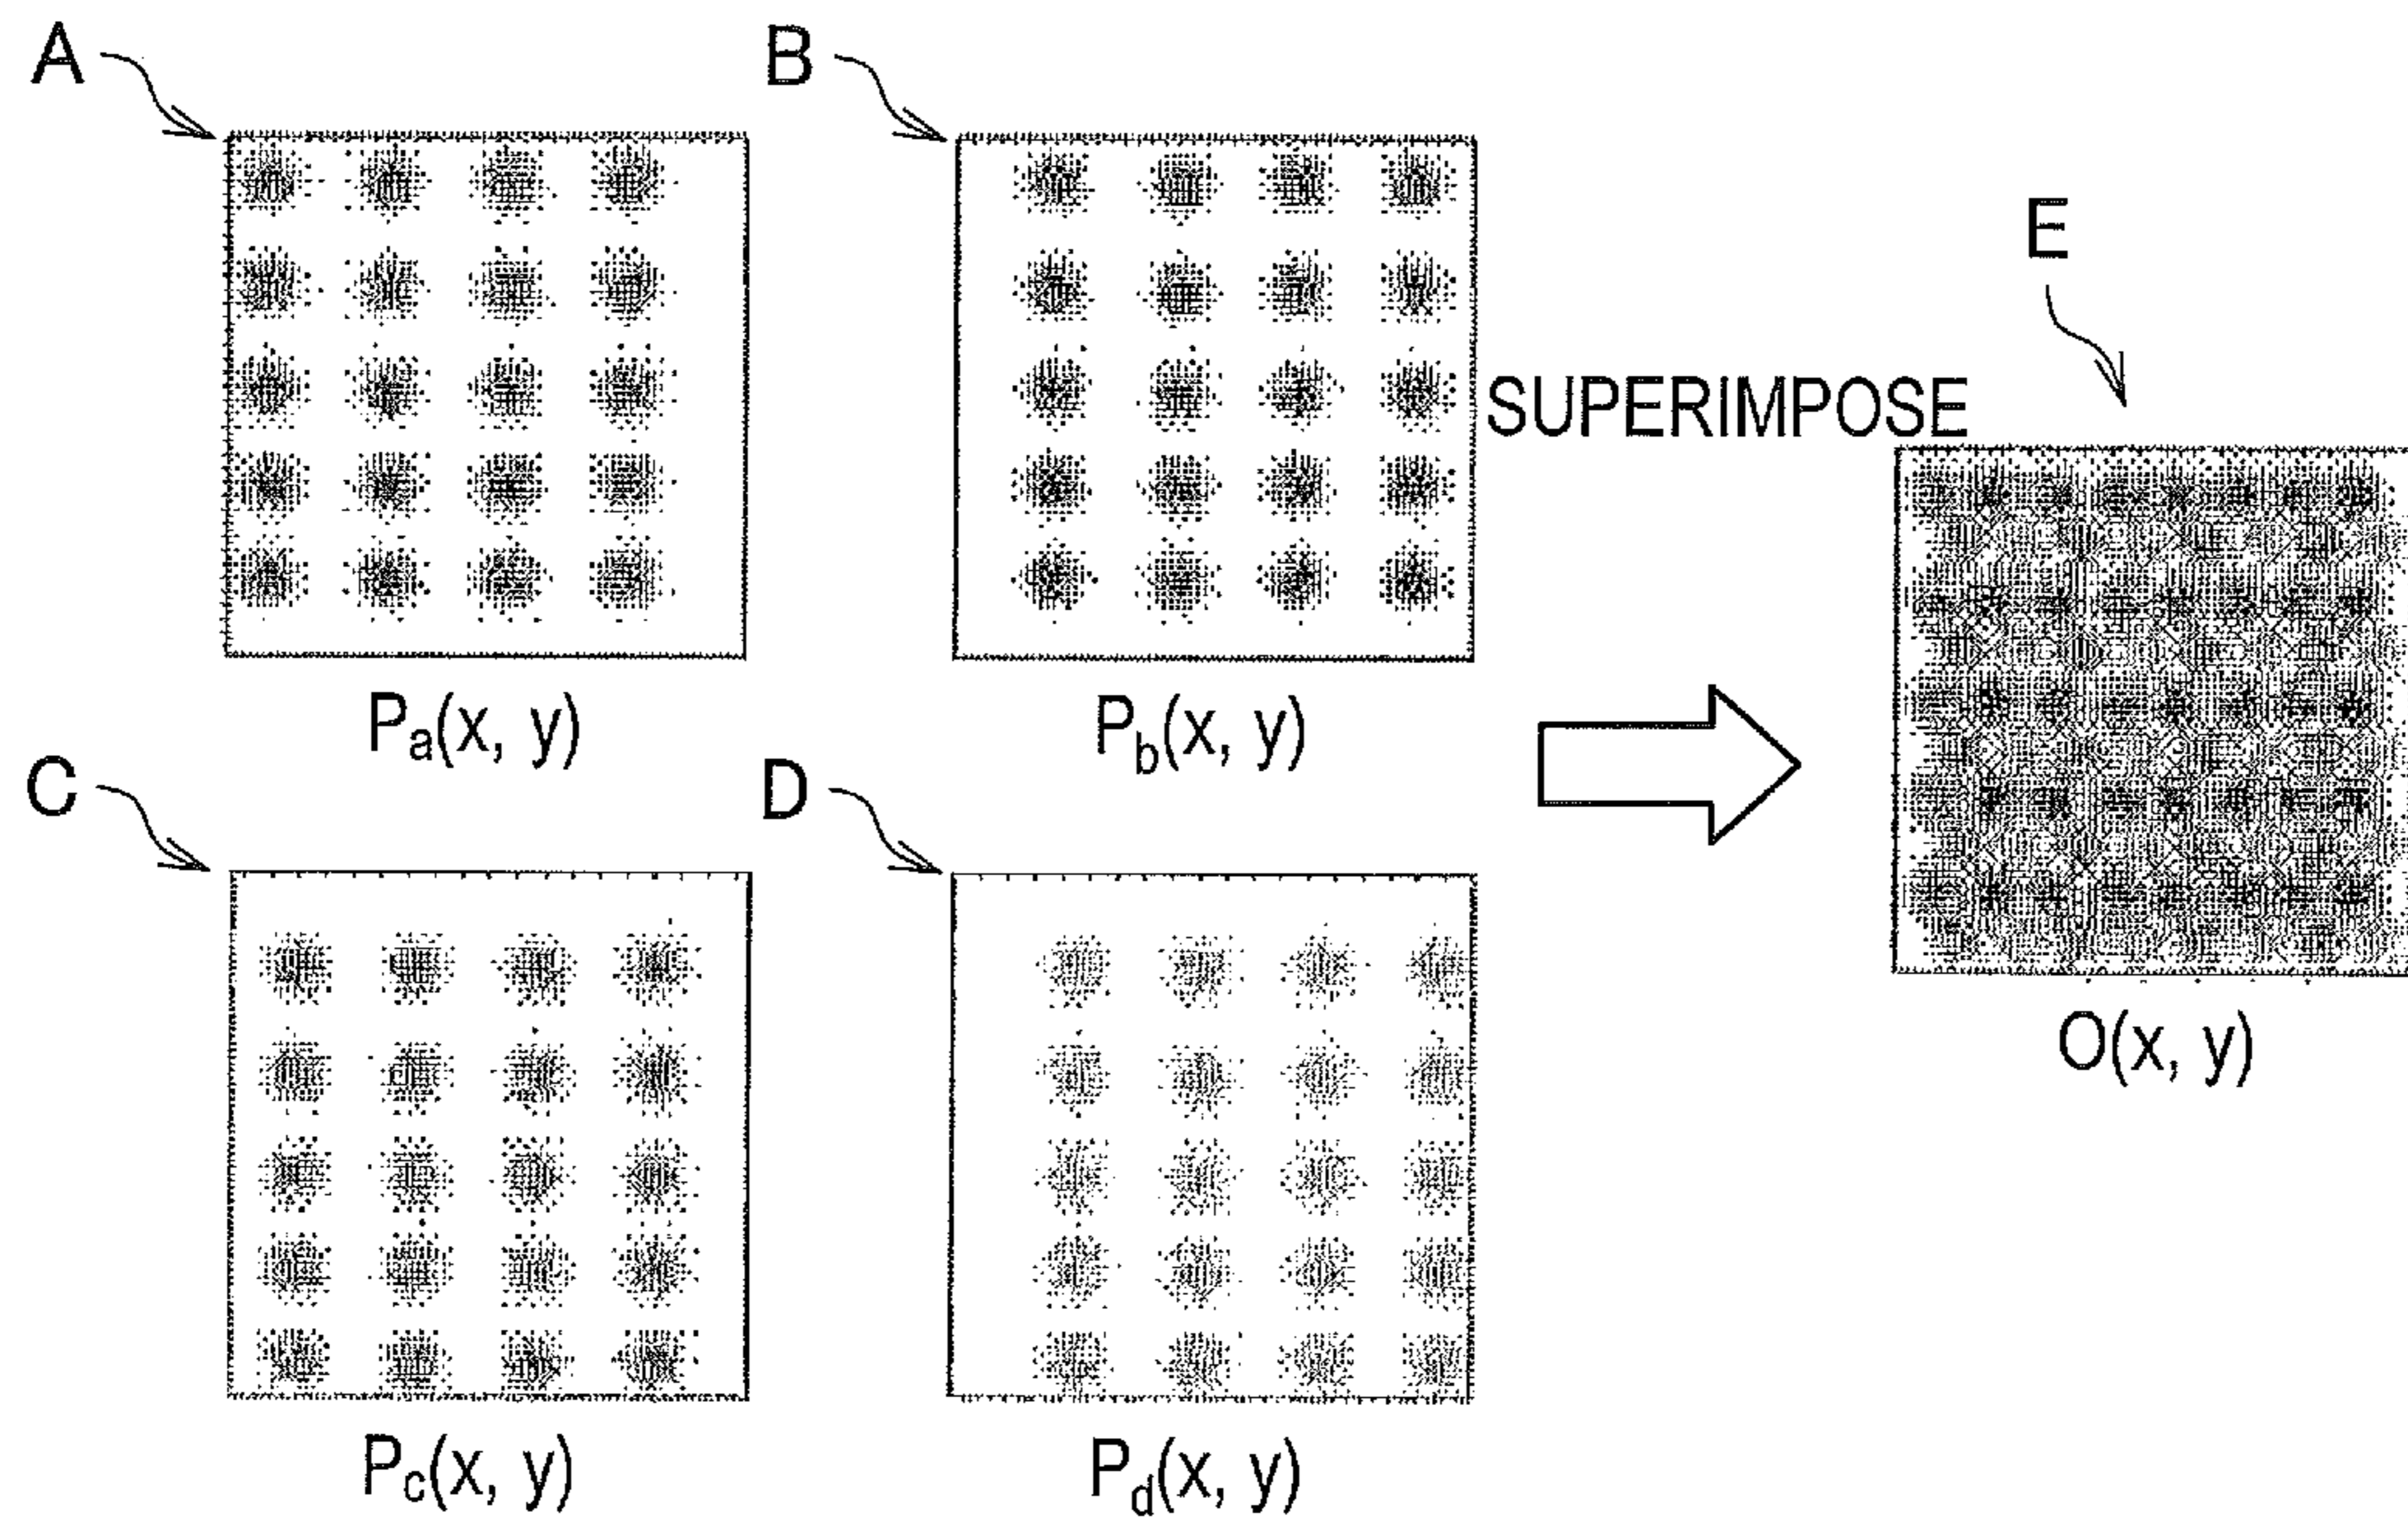 A
B
E
SUPERIMPOSE
Pa(x, y)
Pb(x, y)
C
D
O(x, y)
Pc(x, y)
Pd(x, y)